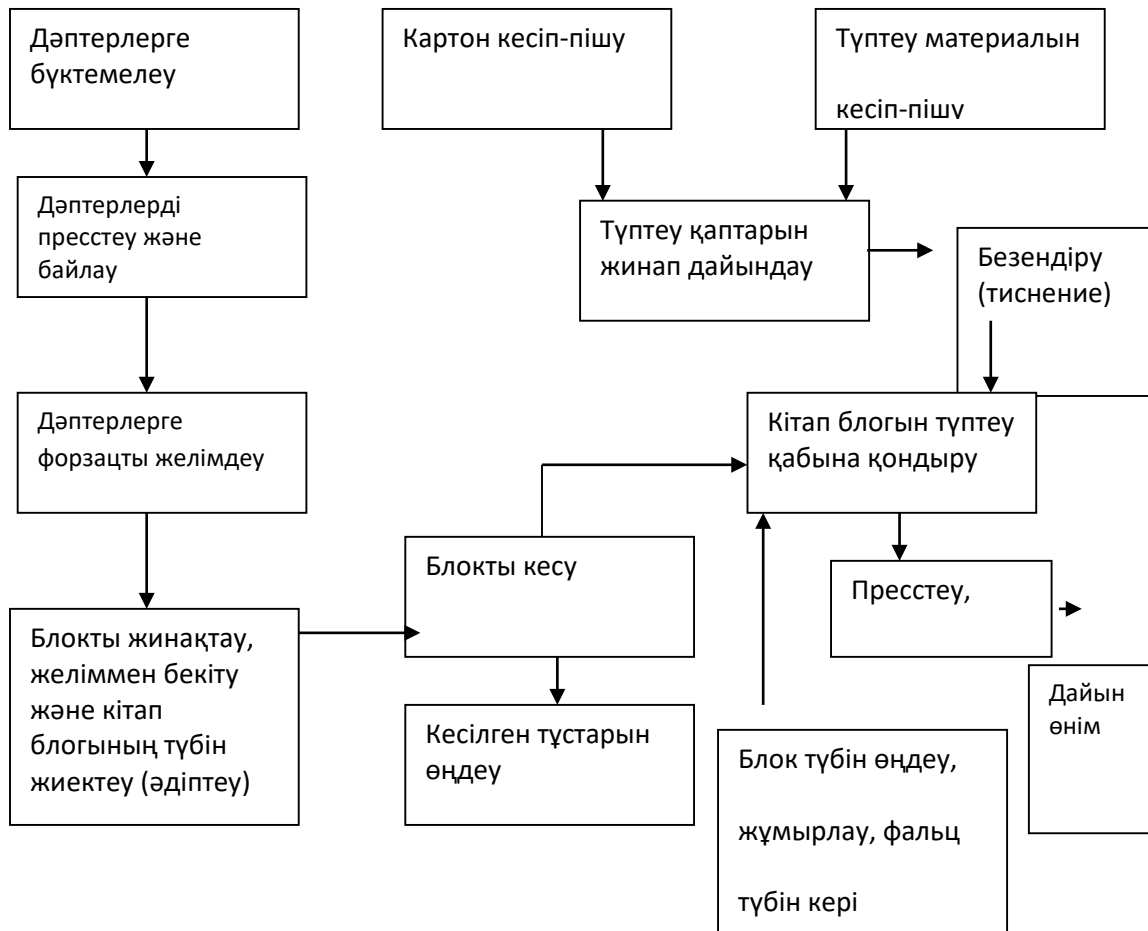 Дәптерлерге
бүктемелеу
Картон кесіп-пішу
Түптеу материалын
кесіп-пішу
Дәптерлерді
пресстеу және
байлау
Түптеу қаптарын
жинап дайындау
Безендіру
(тиснение)
Дәптерлерге
форзацты желімдеу
Кітап блогын түптеу
қабына қондыру
Блокты кесу
Пресстеу,
Блокты жинақтау,
желіммен бекіту
және кітап
блогының түбін
жиектеу (әдіптеу)
Кесілген тұстарын
өңдеу
Блок түбін өңдеу,
жұмырлау, фальц
түбін кері
Дайын
өнім